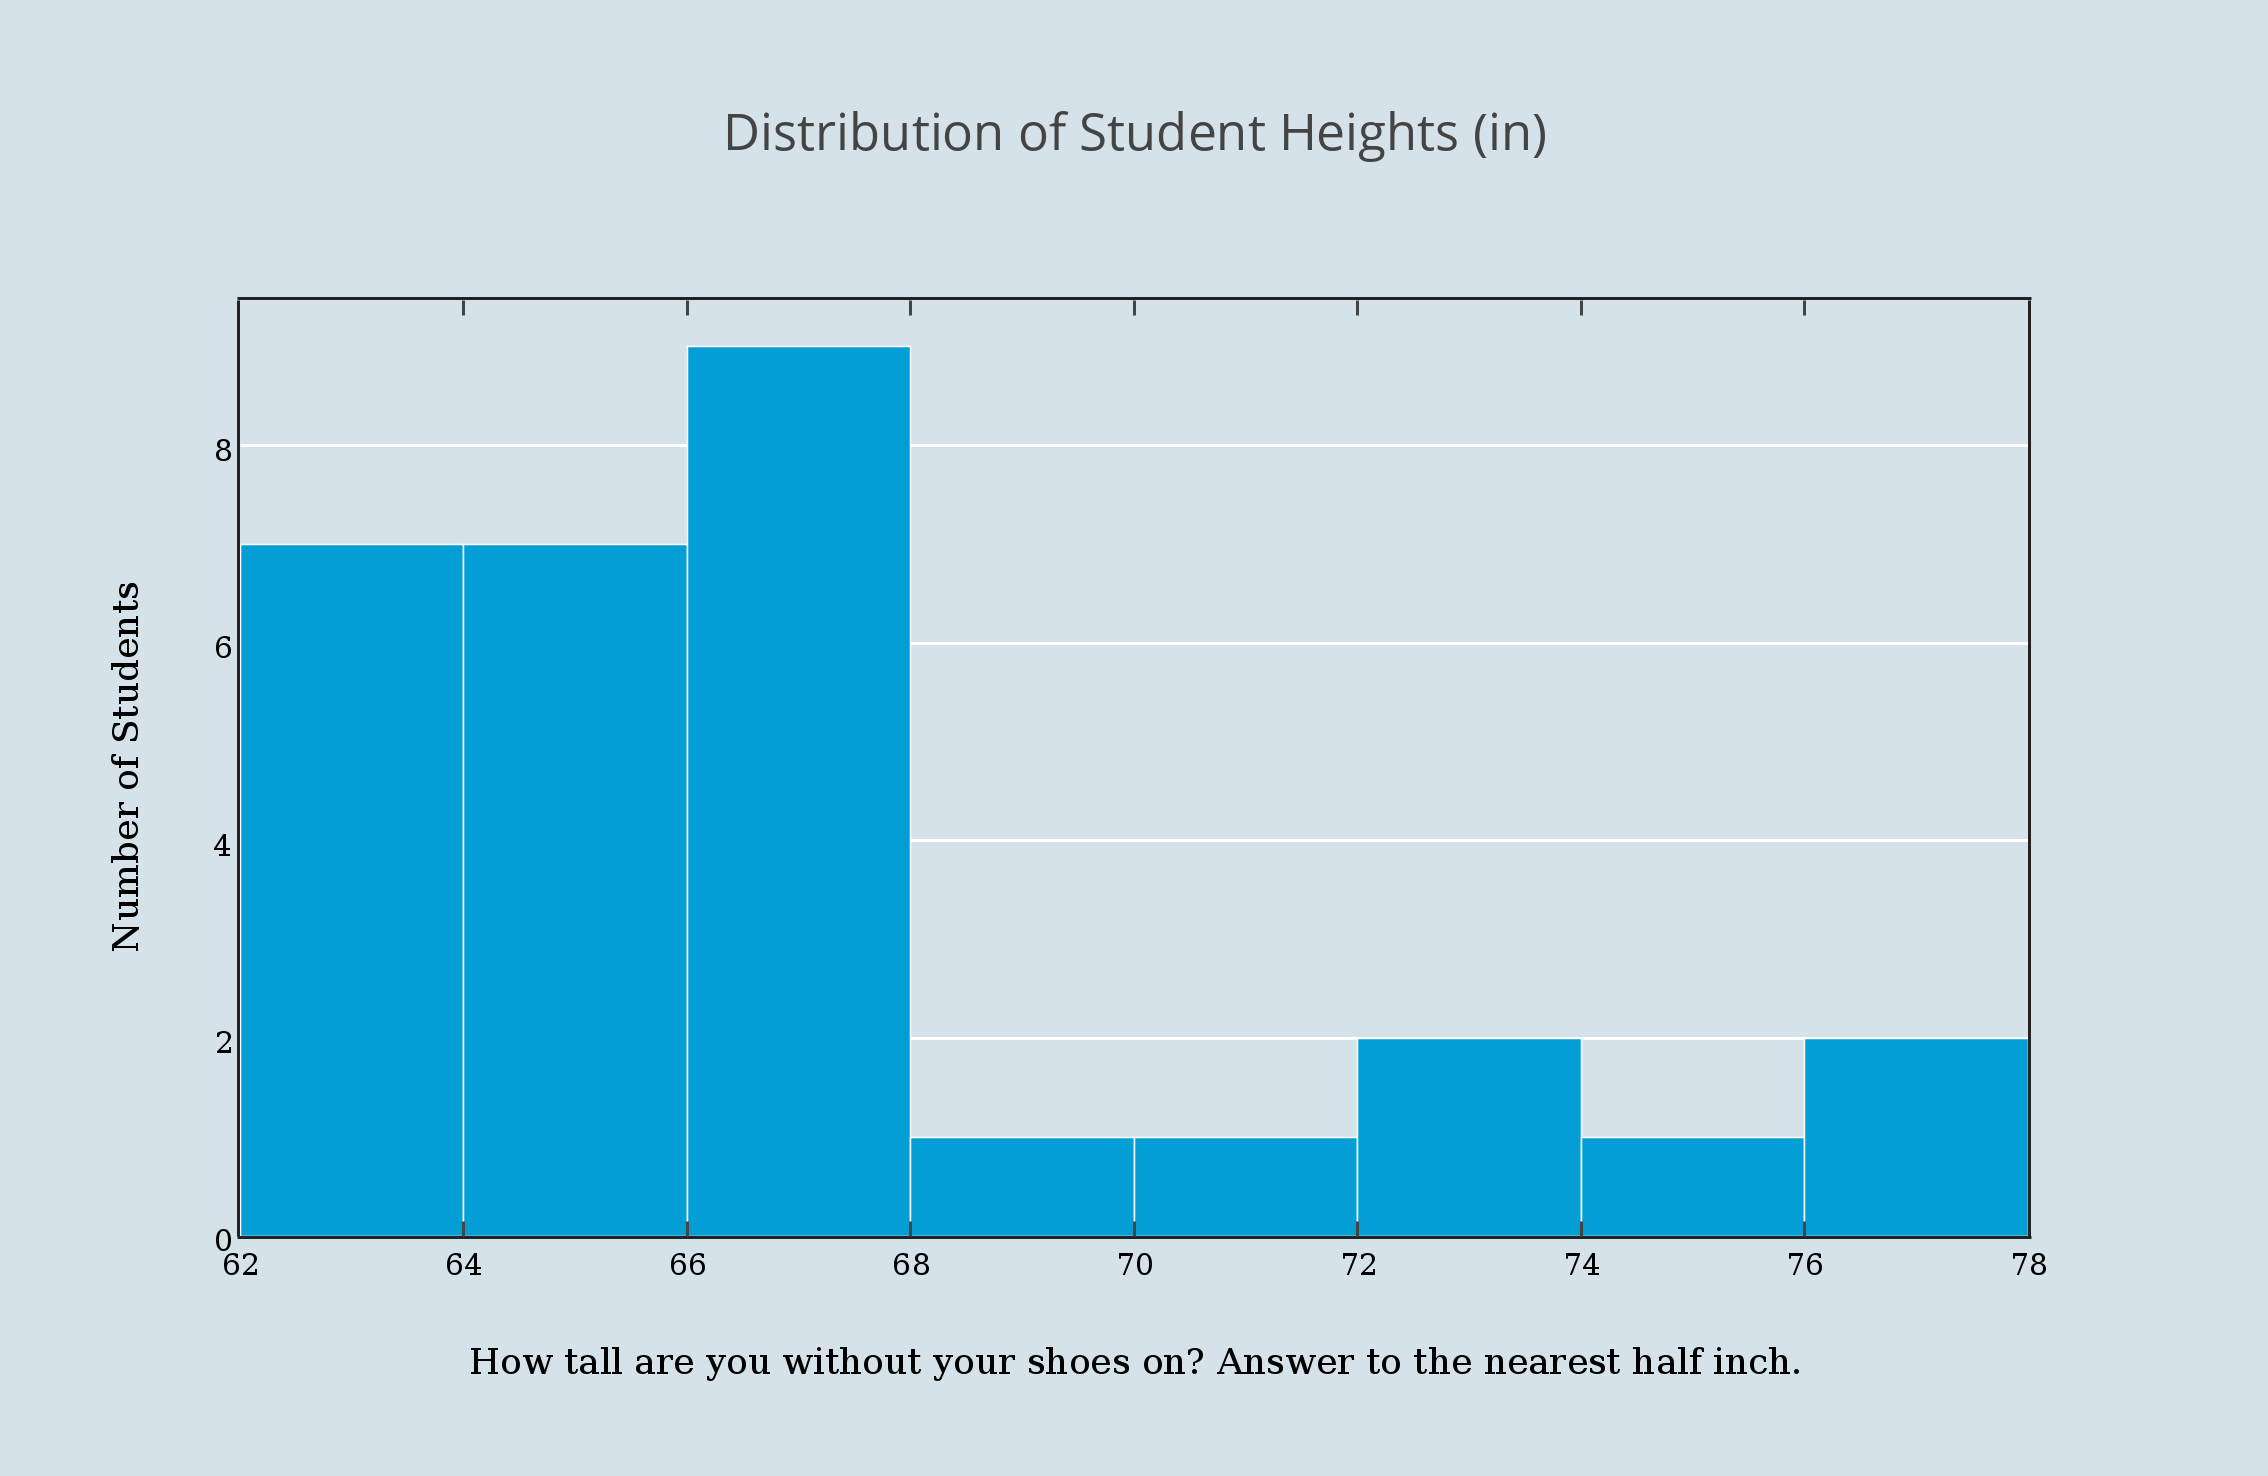 Distribution of Student Heights (in)
Number of Students
8
6
4
2
0
62 64 66 68 70 72 74 76 78
How tall are you without your shoes on? Answer to the nearest half inch.